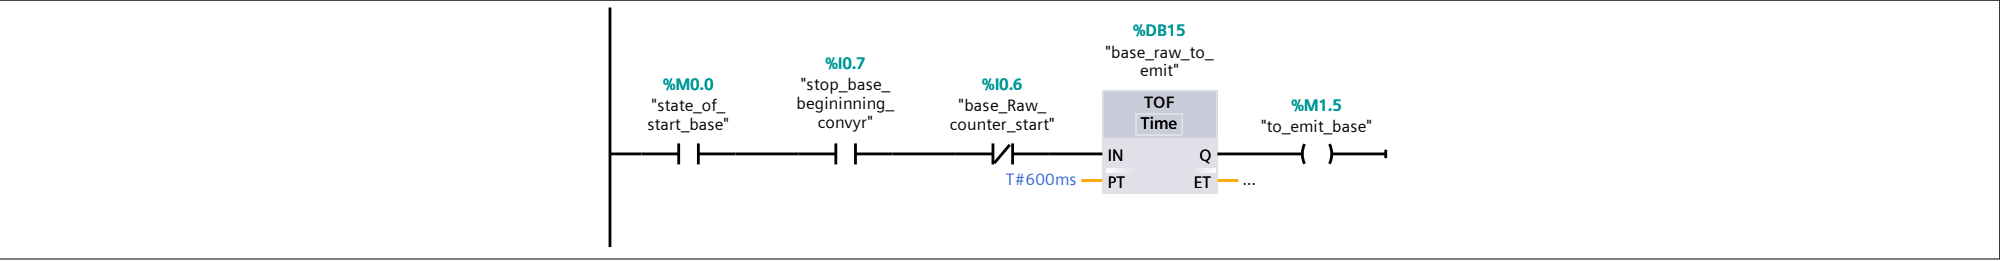 %M0.0
"state_of_
start_base"
%I0.7
"stop_base_
begininning_
convyr"
%I0.6
"base_Raw_
counter_start"
%DB15
"base_raw_to_
emit"
TOF
Time
IN
Q
T#600ms
PT
ET
...
%M1.5
"to_emit_base"